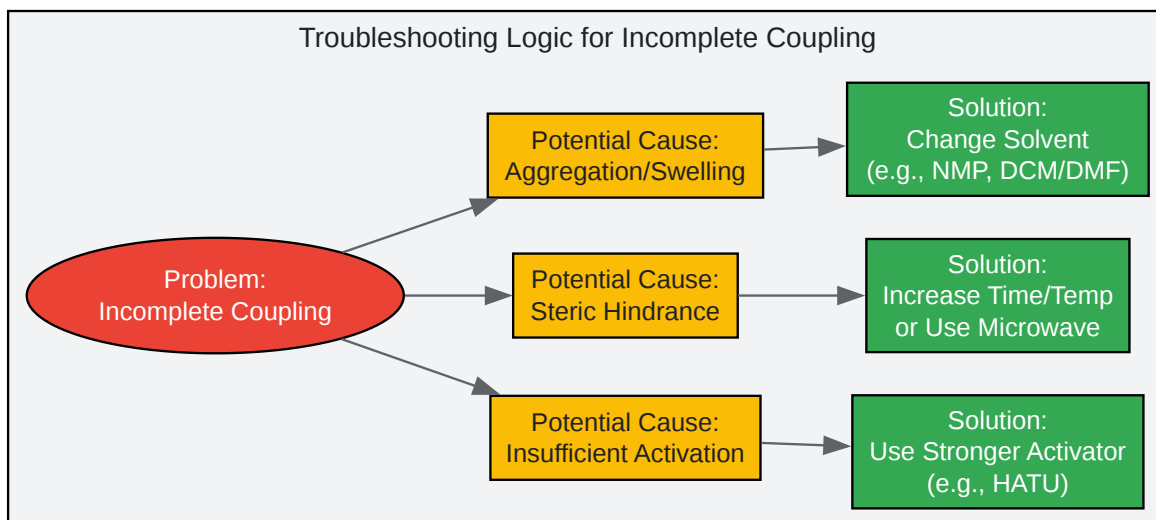 Troubleshooting Logic for Incomplete Coupling
Problem:
Incomplete Coupling
Potential Cause:
Aggregation/Swelling
Solution:
Change Solvent
(e.g., NMP, DCM/DMF)
Potential Cause:
Steric Hindrance
Solution:
Increase Time/Temp
or Use Microwave
Potential Cause:
Insufficient Activation
Solution:
Use Stronger Activator
(e.g., HATU)